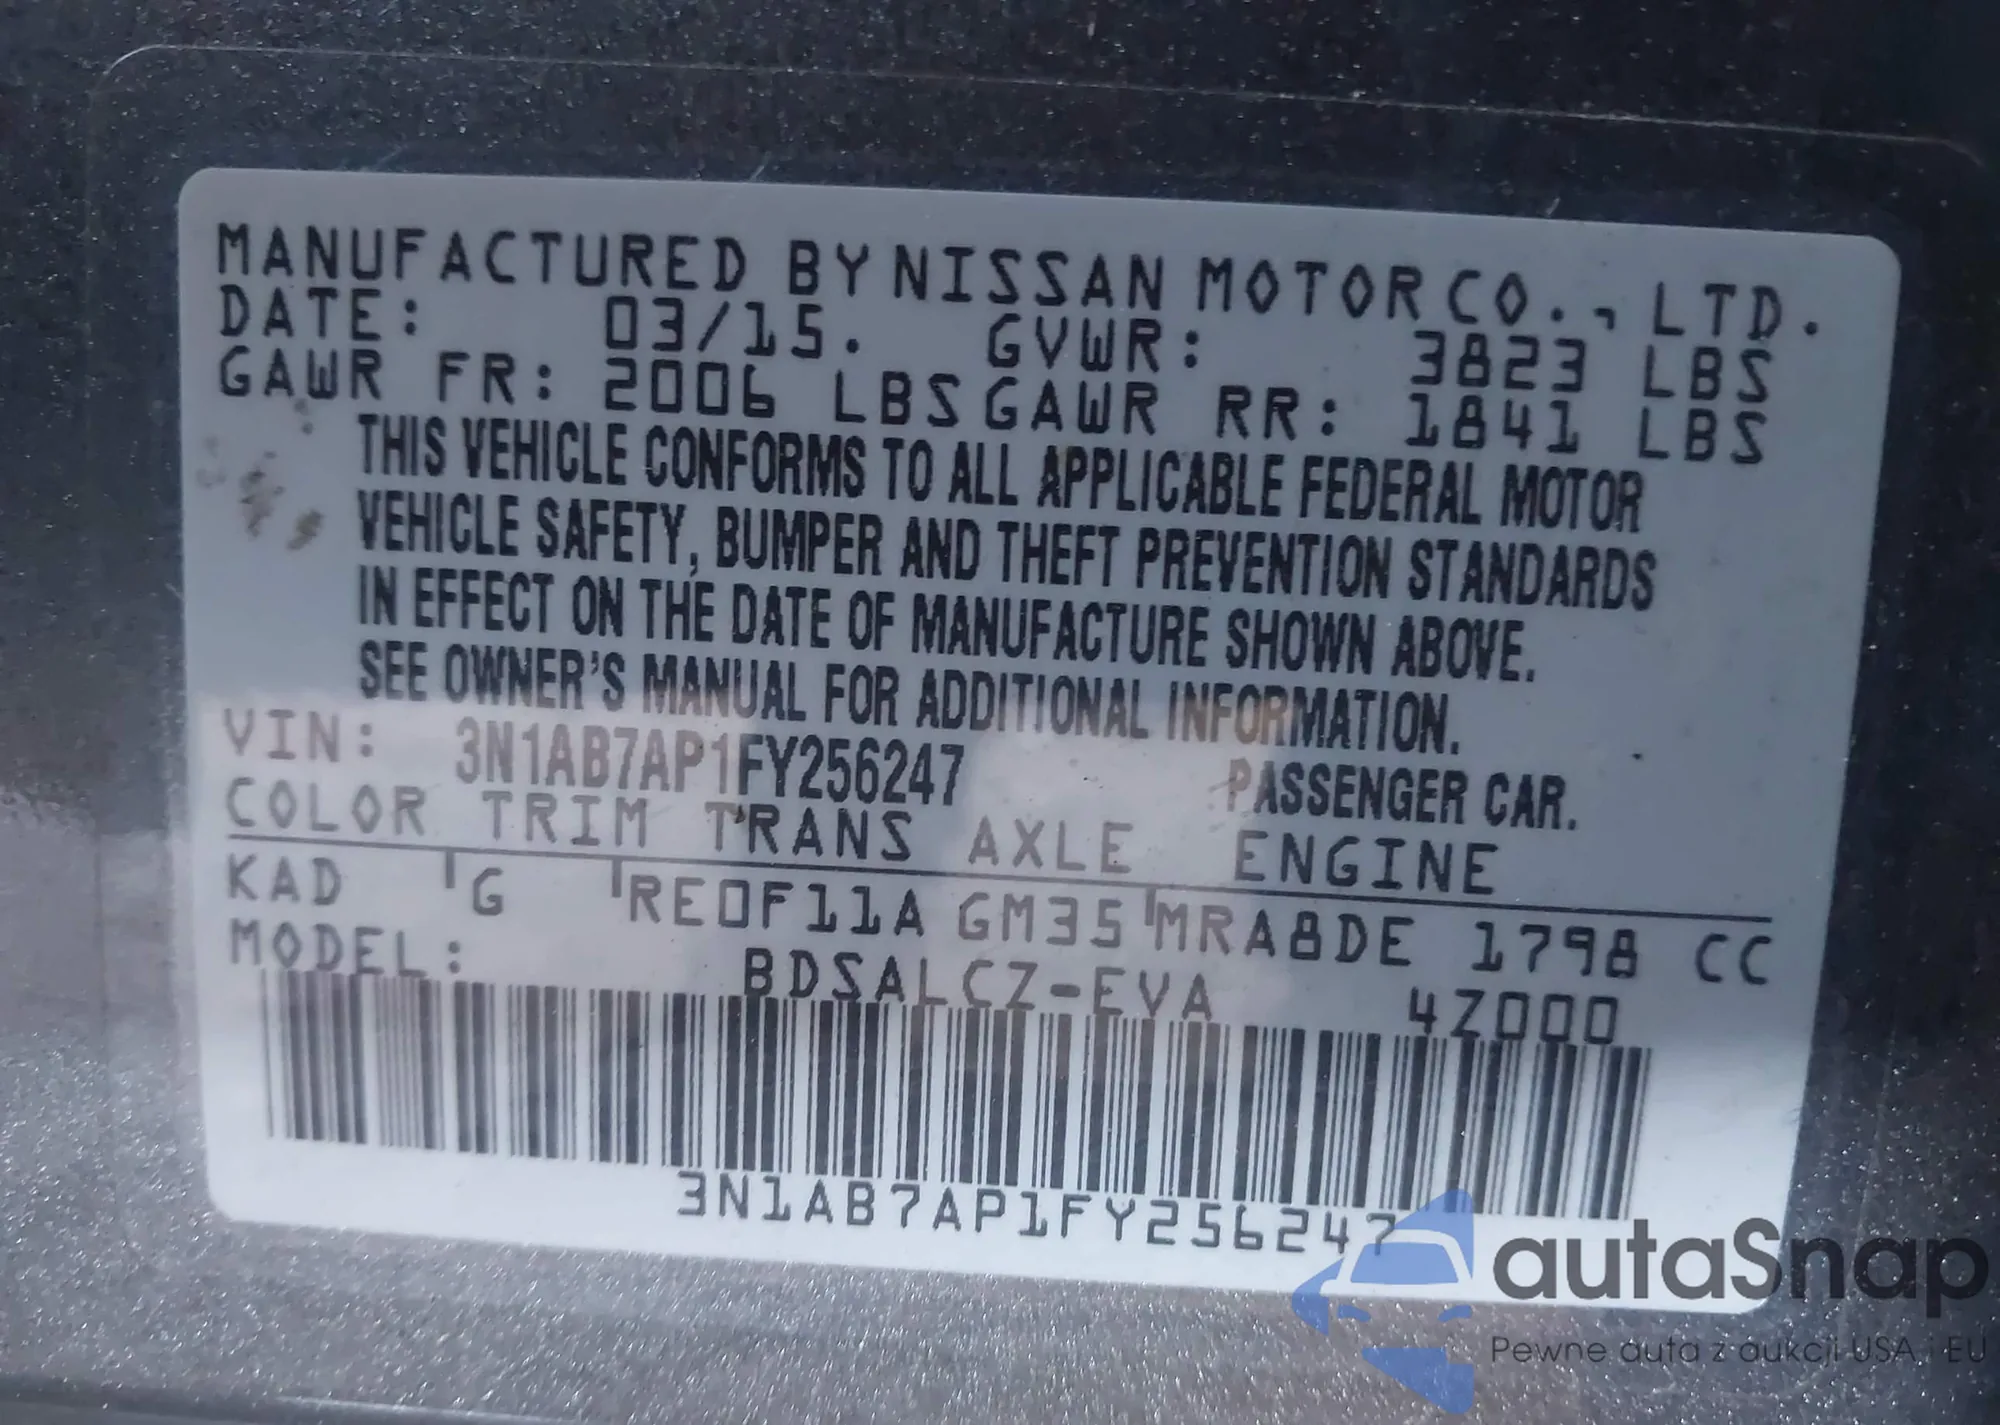 MANUFACTURED BY NISSAN MOTOR CO., LTD.
DATE: 03/15. GVWR: 3823 LBS
GAWR FR: 2006 LBS GAWR RR: 1841 LBS
THIS VEHICLE CONFORMS TO ALL APPLICABLE FEDERAL MOTOR
VEHICLE SAFETY, BUMPER AND THEFT PREVENTION STANDARDS
IN EFFECT ON THE DATE OF MANUFACTURE SHOWN ABOVE.
SEE OWNER'S MANUAL FOR ADDITIONAL INFORMATION.
VIN: 3N1AB7AP1FY256247 PASSENGER CAR.
COLOR TRIM TRANS AXLE ENGINE
KAD G RE0F11A GM35 MRA8DE 1798 CC
MODEL: BDSALCZ-EVA 4Z000
3N1AB7AP1FY256247
autaSnap
Pewne auta z aukcji USA i EU